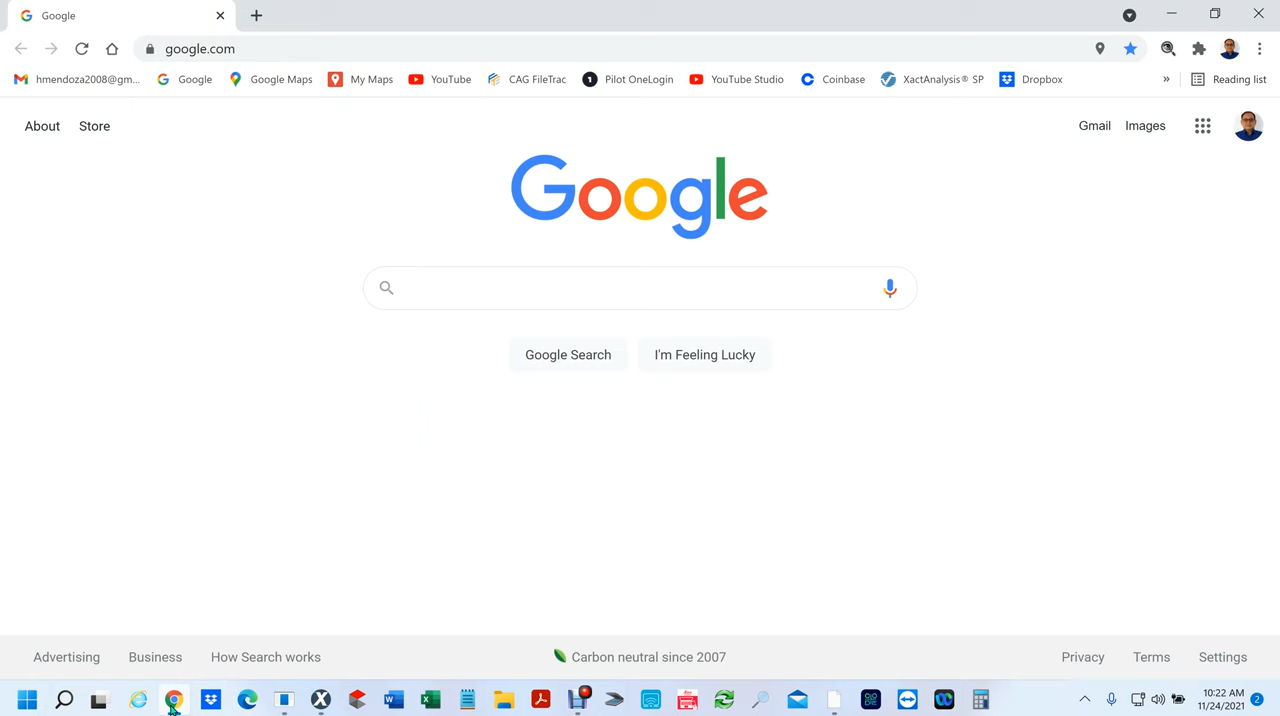 Google
google.com
hmendoza2008@gm...
Google
Google Maps
My Maps
YouTube
CAG FileTrac
Pilot OneLogin
YouTube Studio
Coinbase
XactAnalysis® SP
Dropbox
»
Reading list
About
Store
Gmail
Images
Google
Google Search
I'm Feeling Lucky
Advertising
Business
How Search works
Carbon neutral since 2007
Privacy
Terms
Settings
10:22 AM
11/24/2021
2